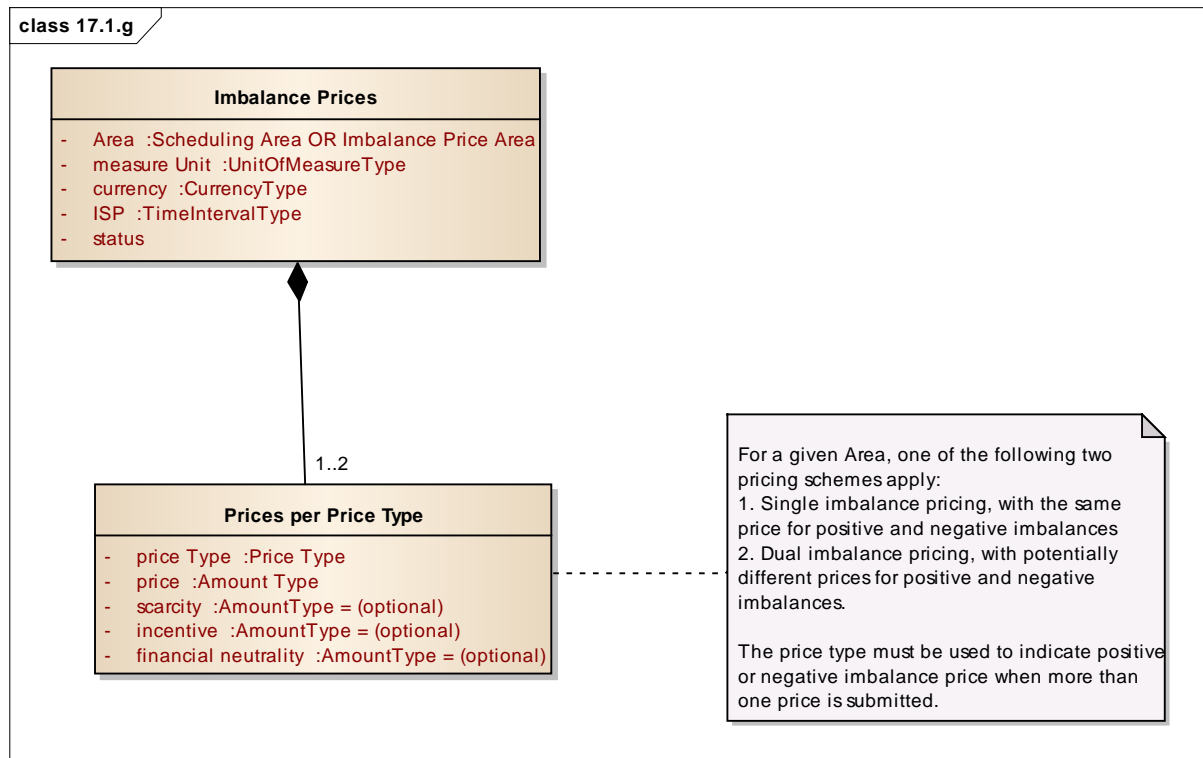 class 17.1.g
Imbalance Prices
- Area :Scheduling Area OR Imbalance Price Area
- measure Unit :UnitOfMeasureType
- currency :CurrencyType
- ISP :TimeIntervalType
- status
1..2
Prices per Price Type
- price Type :Price Type
- price :Amount Type
- scarcity :AmountType = (optional)
- incentive :AmountType = (optional)
- financial neutrality :AmountType = (optional)
For a given Area, one of the following two
pricing schemes apply:
1. Single imbalance pricing, with the same
price for positive and negative imbalances
2. Dual imbalance pricing, with potentially
different prices for positive and negative
imbalances.
The price type must be used to indicate positive
or negative imbalance price when more than
one price is submitted.